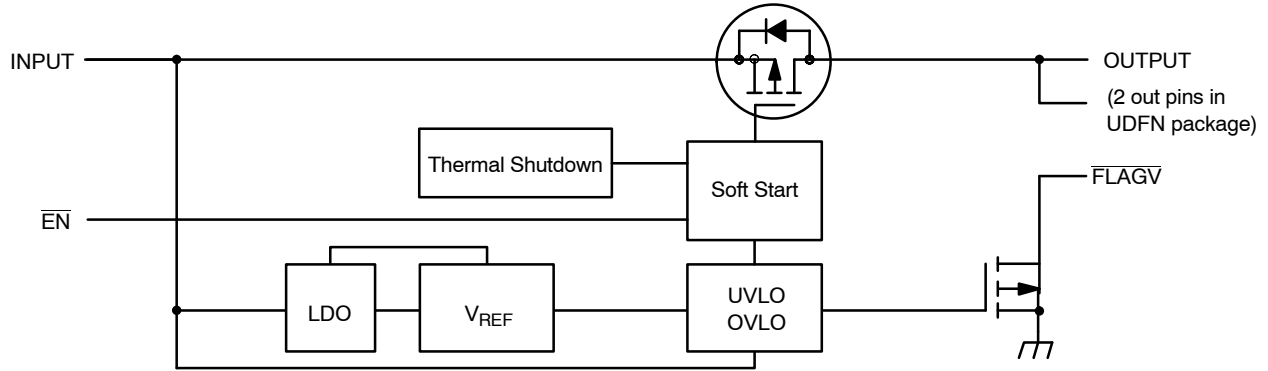 INPUT
OUTPUT
(2 out pins in
UDFN package)
Thermal Shutdown
Soft Start
FLAGV
EN
LDO
VREF
UVLO
OVLO